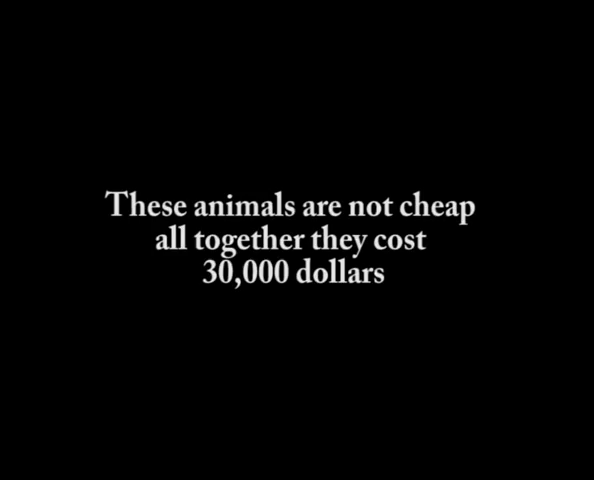 These animals are not cheap
all together they cost
30,000 dollars